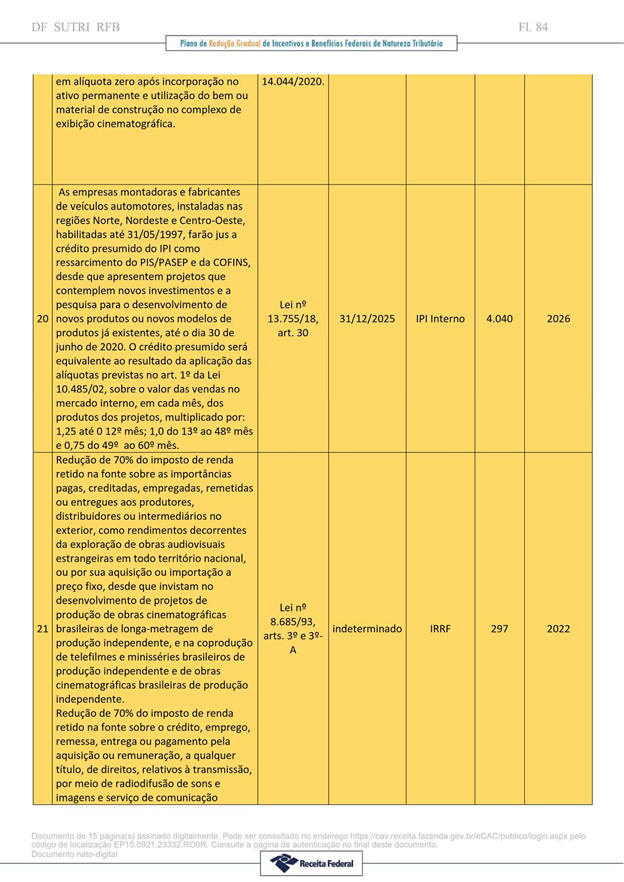 DF SUTRI RFB
Fl. 84
Plano de Redução Gradual de Incentivos e Benefícios Federais de Natureza Tributária
em alíquota zero após incorporação no
ativo permanente e utilização do bem ou
material de construção no complexo de
exibição cinematográfica.
14.044/2020.
20
As empresas montadoras e fabricantes
de veículos automotores, instaladas nas
regiões Norte, Nordeste e Centro-Oeste,
habilitadas até 31/05/1997, farão jus a
crédito presumido do IPI como
ressarcimento do PIS/PASEP e da COFINS,
desde que apresentem projetos que
contemplem novos investimentos e a
pesquisa para o desenvolvimento de
novos produtos ou novos modelos de
produtos já existentes, até o dia 30 de
junho de 2020. O crédito presumido será
equivalente ao resultado da aplicação das
alíquotas previstas no art. 1º da Lei
10.485/02, sobre o valor das vendas no
mercado interno, em cada mês, dos
produtos dos projetos, multiplicado por:
1,25 até 0 12º mês; 1,0 do 13º ao 48º mês
e 0,75 do 49º ao 60º mês.
Lei nº
13.755/18,
art. 30
31/12/2025
IPI Interno
4.040
2026
21
Redução de 70% do imposto de renda
retido na fonte sobre as importâncias
pagas, creditadas, empregadas, remetidas
ou entregues aos produtores,
distribuidores ou intermediários no
exterior, como rendimentos decorrentes
da exploração de obras audiovisuais
estrangeiras em todo território nacional,
ou por sua aquisição ou importação a
preço fixo, desde que invistam no
desenvolvimento de projetos de
produção de obras cinematográficas
brasileiras de longa-metragem de
produção independente, e na coprodução
de telefilmes e minisséries brasileiros de
produção independente e de obras
cinematográficas brasileiras de produção
independente.
Redução de 70% do imposto de renda
retido na fonte sobre o crédito, emprego,
remessa, entrega ou pagamento pela
aquisição ou remuneração, a qualquer
título, de direitos, relativos à transmissão,
por meio de radiodifusão de sons e
imagens e serviço de comunicação
Lei nº
8.685/93,
arts. 3º e 3º-
A
indeterminado
IRRF
297
2022
Documento de 15 página(s) assinado digitalmente. Pode ser consultado no endereço https://cav.receita.fazenda.gov.br/eCAC/publico/login.aspx pelo
código de localização EP15.0921.23332.RO0R. Consulte a página de autenticação no final deste documento.
Documento nato-digital
Receita Federal